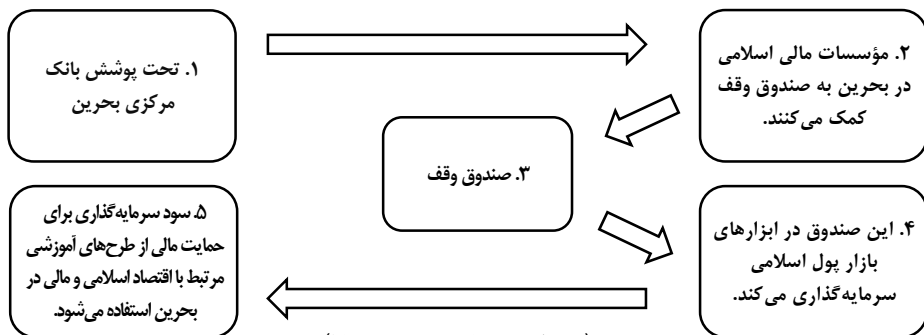 ۱. تحت پوشش بانک
مرکزی بحرین
۲. مؤسسات مالی اسلامی
در بحرین به صندوق وقف
کمک می‌کنند.
۳. صندوق وقف
۴. این صندوق در ابزارهای
بازار پول اسلامی
سرمایه‌گذاری می‌کند.
۵. سود سرمایه‌گذاری برای
حمایت مالی از طرح‌های آموزشی
مرتبط با اقتصاد اسلامی و مالی در
بحرین استفاده می‌شود.